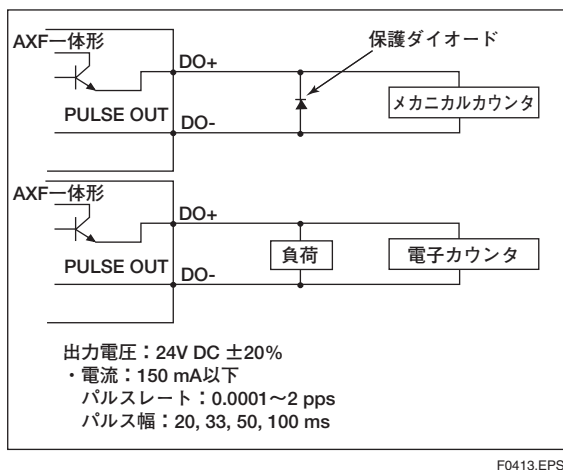 AXF一体形
DO+
保護ダイオード
PULSE OUT
メカニカルカウンタ
DO-
AXF一体形
DO+
PULSE OUT
負荷
電子カウンタ
DO-
出力電圧：24V DC ±20%
・電流：150 mA以下
パルスレート：0.0001～2 pps
パルス幅：20, 33, 50, 100 ms
F0413.EPS